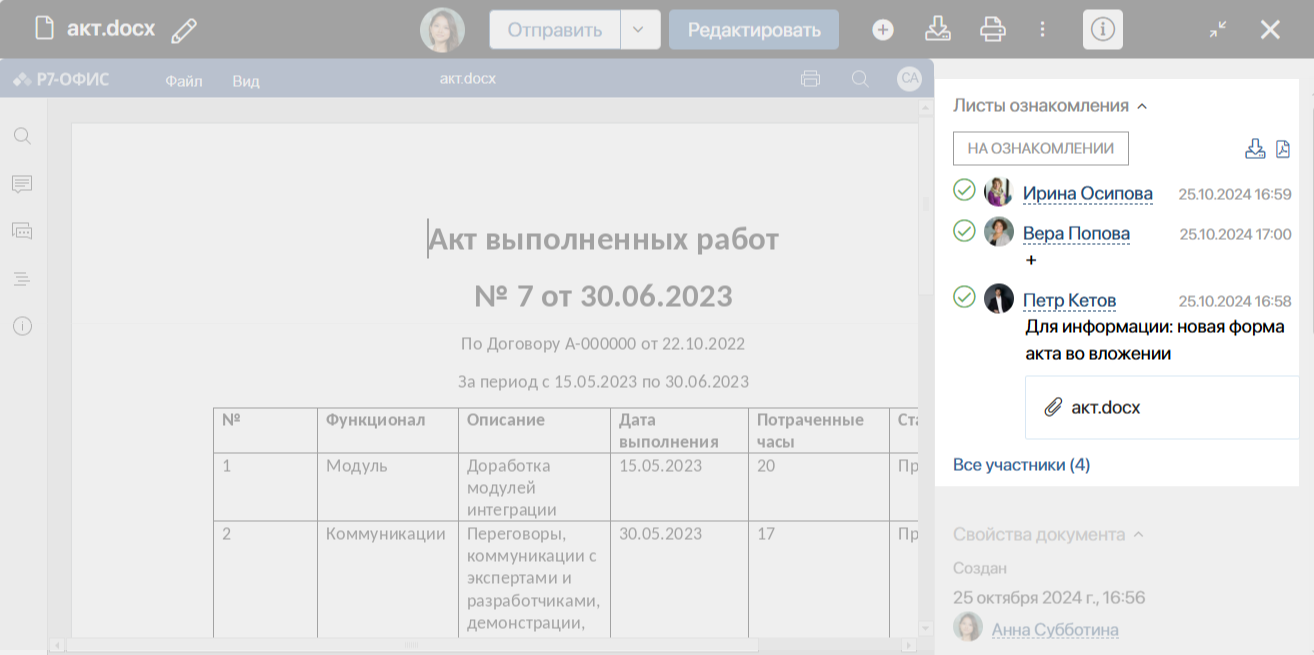 акт.docx
Отправить
Редактировать
Р7-ОФИС
Файл
Вид
акт.docx
СА
Акт выполненных работ
№ 7 от 30.06.2023
По Договору А-000000 от 22.10.2022
За период с 15.05.2023 по 30.06.2023
№ Функционал Описание Дата выполнения Потраченные часы Ста
1 Модуль Доработка модулей интеграции 15.05.2023 20 Пр
2 Коммуникации Переговоры, коммуникации с экспертами и разработчиками, демонстрации, 30.05.2023 17 Пр
Листы ознакомления
НА ОЗНАКОМЛЕНИИ
Ирина Осипова 25.10.2024 16:59
Вера Попова 25.10.2024 17:00
+
Петр Кетов 25.10.2024 16:58
Для информации: новая форма
акта во вложении
акт.docx
Все участники (4)
Свойства документа
Создан
25 октября 2024 г., 16:56
Анна Субботина